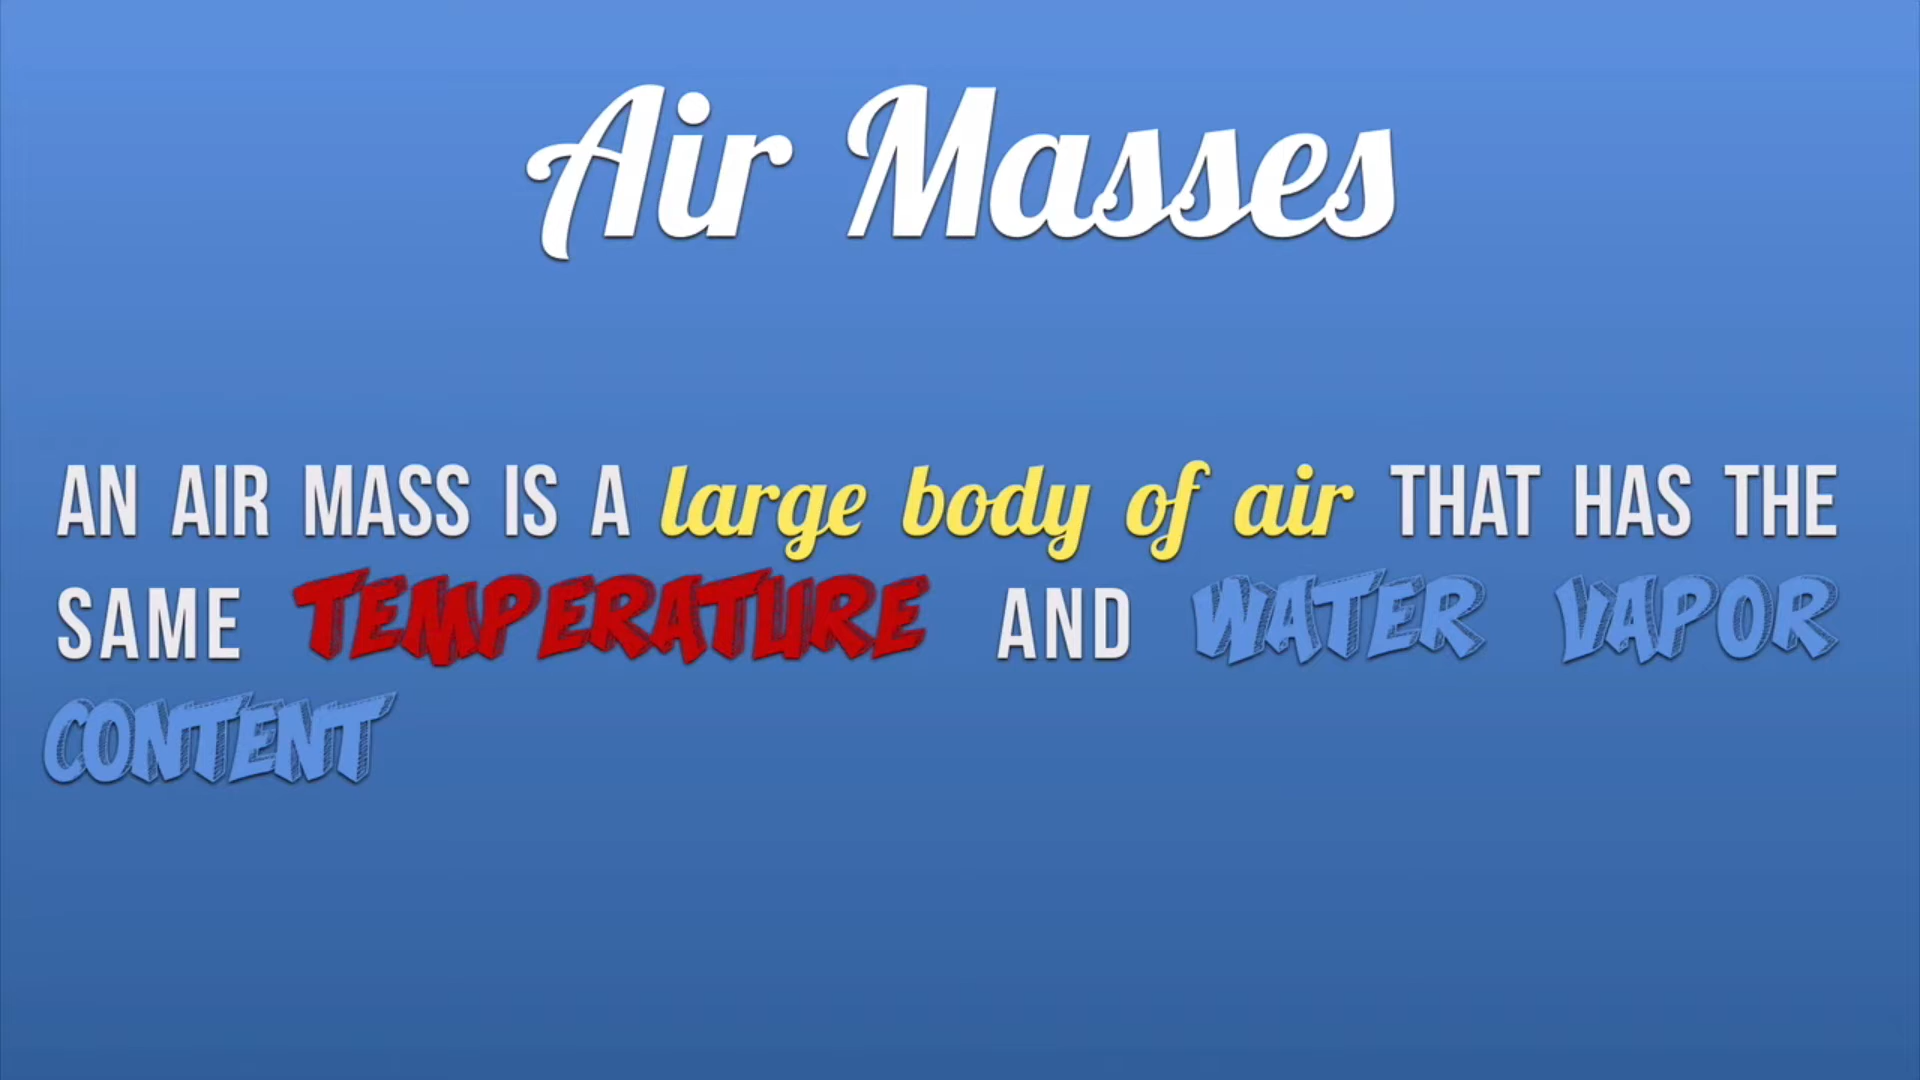 Air Masses
AN AIR MASS IS A large body of air THAT HAS THE
SAME TEMPERATURE AND WATER VAPOR
CONTENT